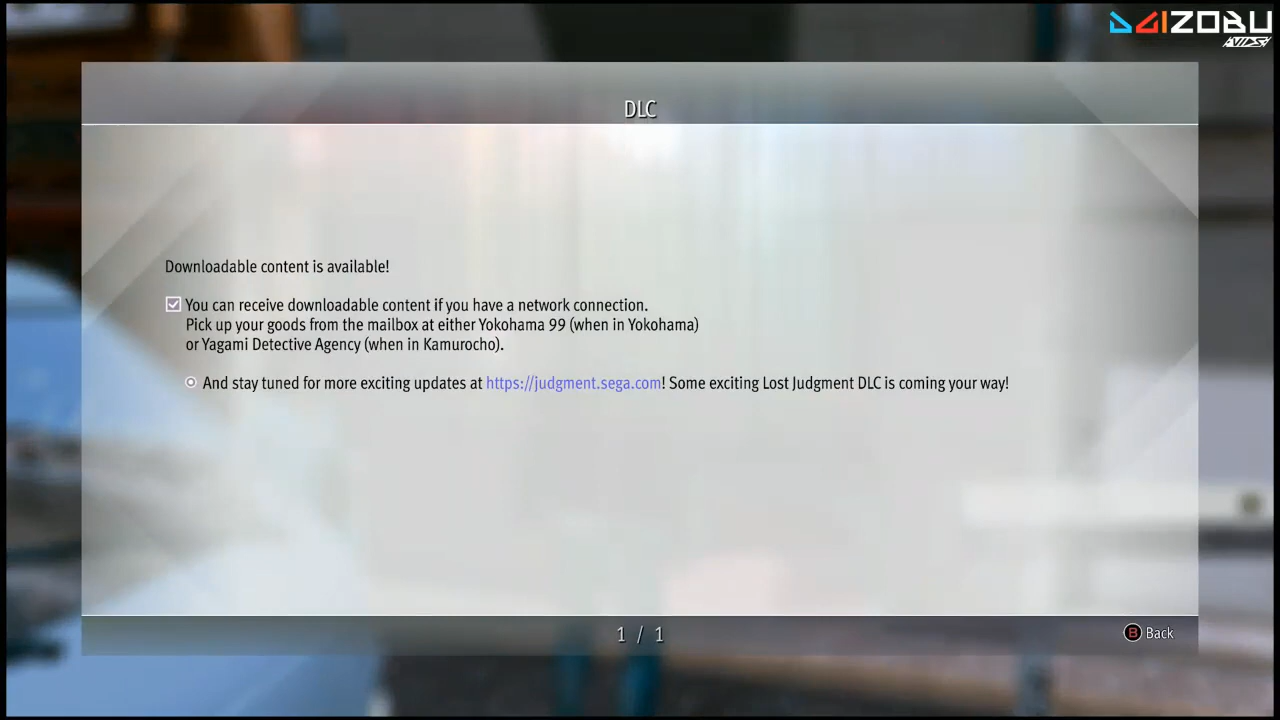 DAIZOBU
DLC
Downloadable content is available!
You can receive downloadable content if you have a network connection.
Pick up your goods from the mailbox at either Yokohama 99 (when in Yokohama)
or Yagami Detective Agency (when in Kamurocho).
And stay tuned for more exciting updates at https://judgment.sega.com! Some exciting Lost Judgment DLC is coming your way!
1 / 1
B Back